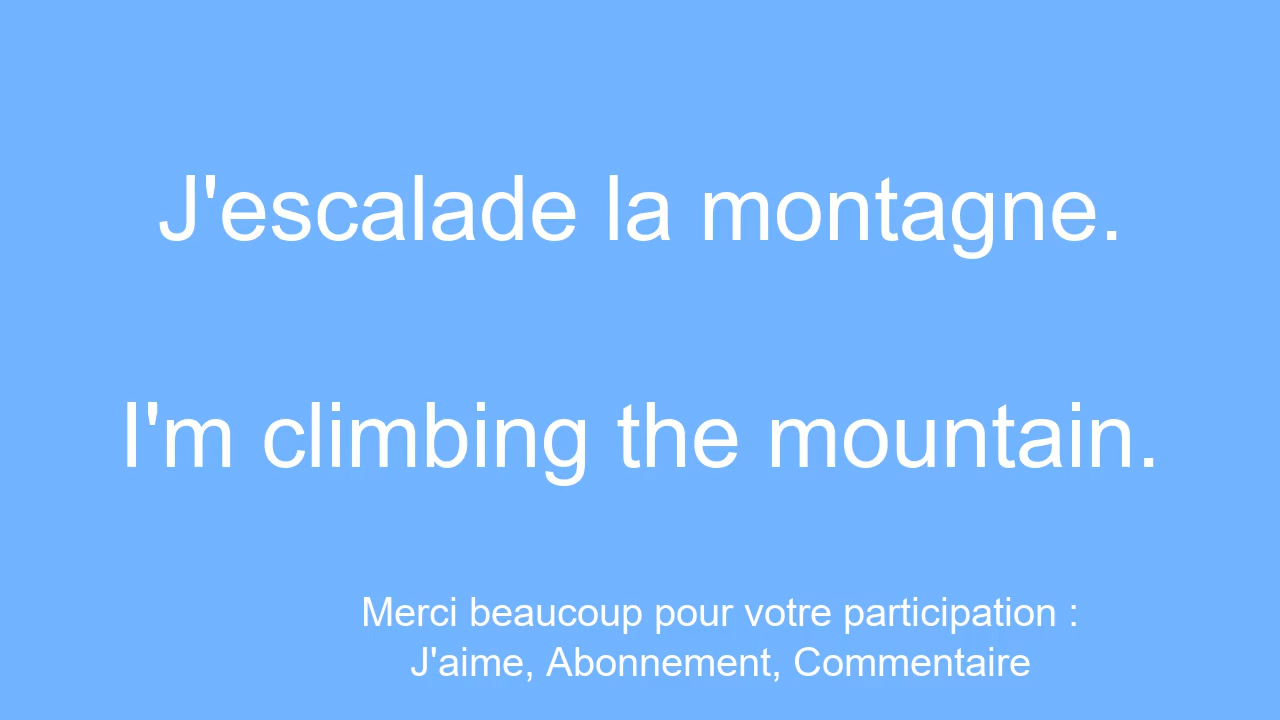 J'escalade la montagne.
I'm climbing the mountain.
Merci beaucoup pour votre participation :
J'aime, Abonnement, Commentaire